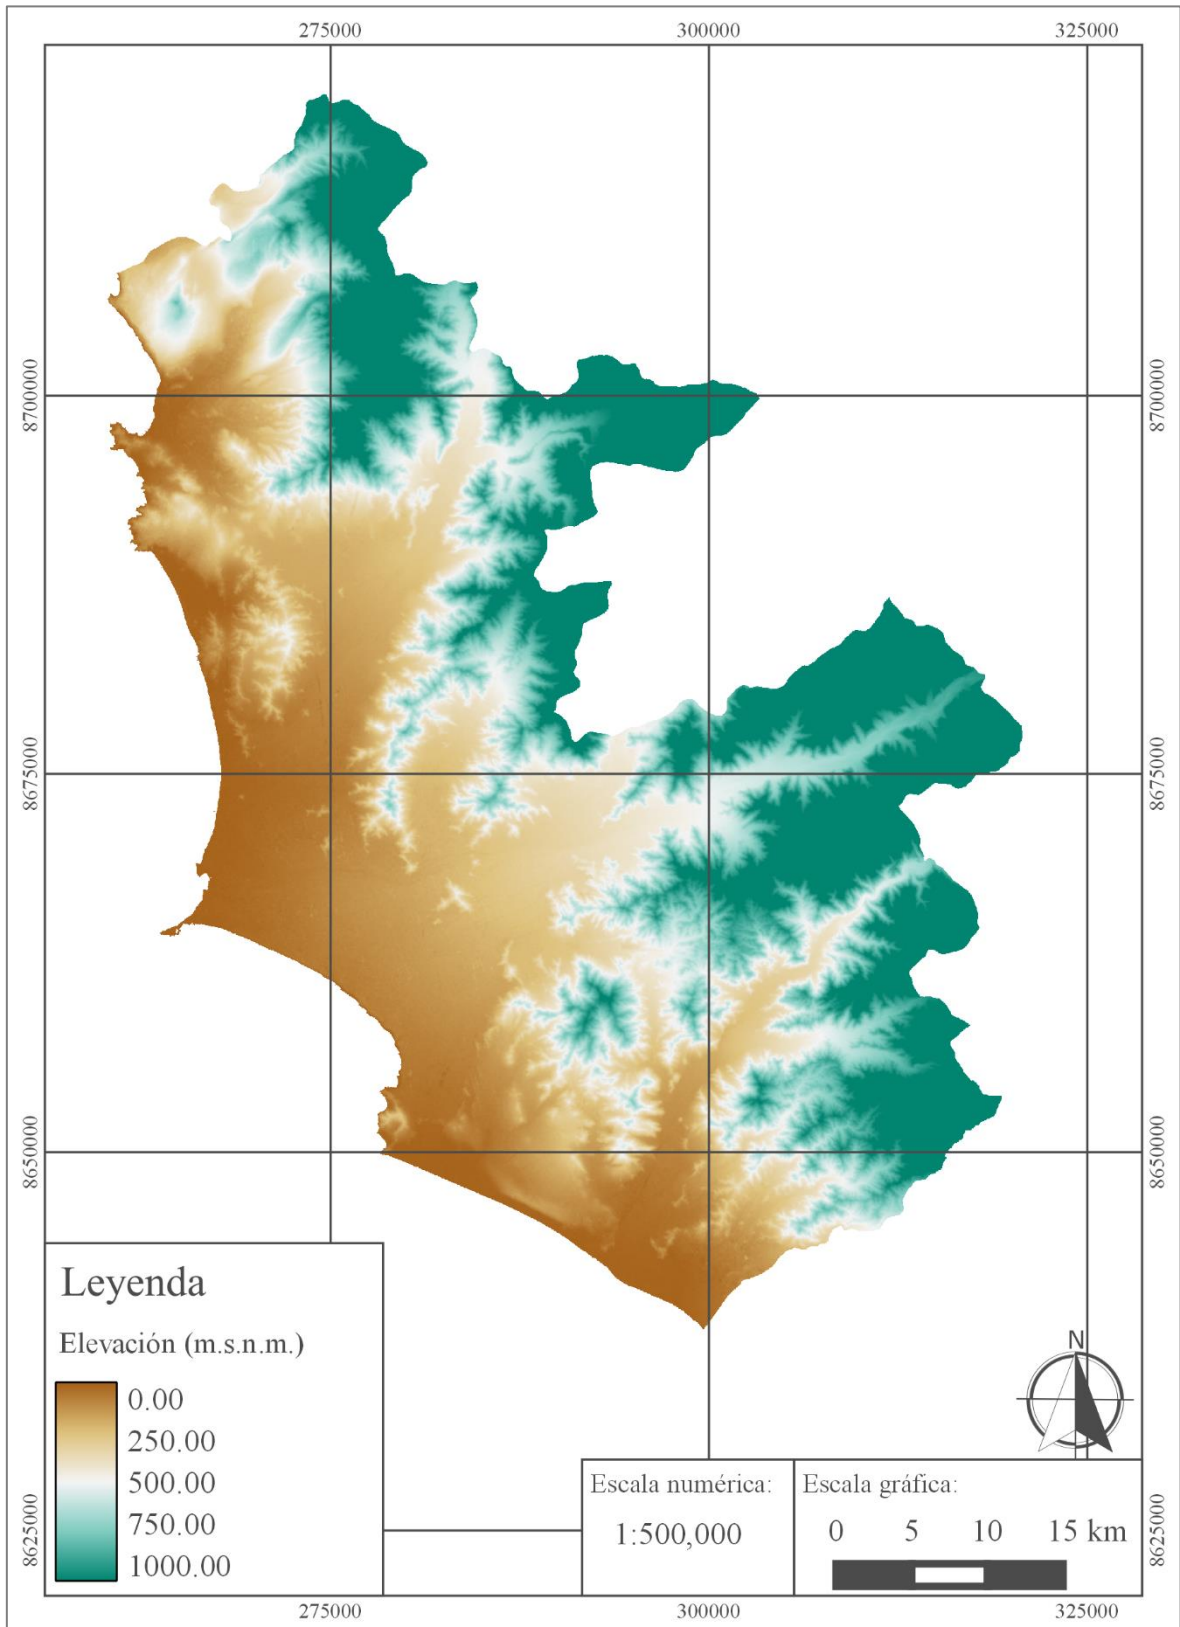 275000 300000 325000
8700000 8700000
8675000 8675000
8650000 8650000
8625000 8625000
Leyenda
Elevación (m.s.n.m.)
0.00
250.00
500.00
750.00
1000.00
N
Escala numérica:
1:500,000
Escala gráfica:
0 5 10 15 km
275000 300000 325000